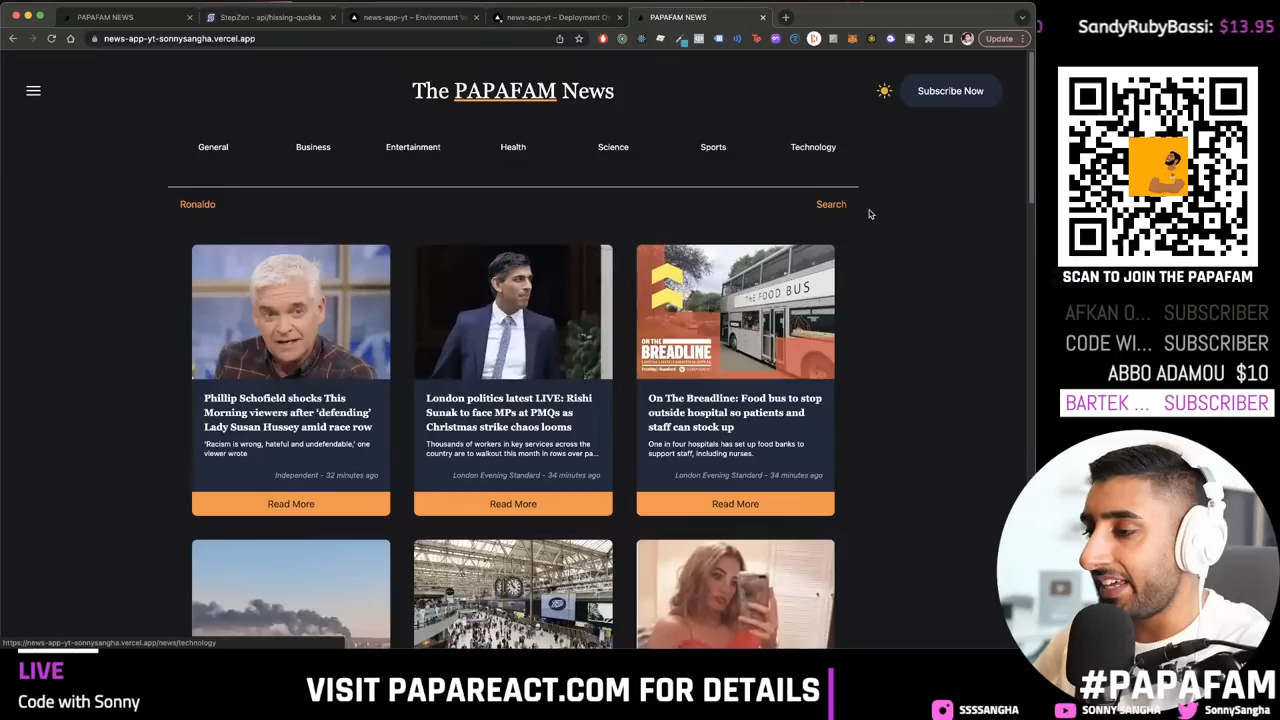 PAPAFAM NEWS
StepZen - api/hissing-quokka
news-app-yt – Environment Va
news-app-yt – Deployment Ov
PAPAFAM NEWS
news-app-yt-sonnysangha.vercel.app
Update
The PAPAFAM News
Subscribe Now
General
Business
Entertainment
Health
Science
Sports
Technology
Ronaldo
Search
THE FOOD BUS
ON THE
BREADLINE
Phillip Schofield shocks This
Morning viewers after ‘defending’
Lady Susan Hussey amid race row
'Racism is wrong, hateful and undefendable,' one
viewer wrote
Independent - 32 minutes ago
Read More
London politics latest LIVE: Rishi
Sunak to face MPs at PMQs as
Christmas strike chaos looms
Thousands of workers in key services across the
country are to walkout this month in rows over pa...
London Evening Standard - 34 minutes ago
Read More
On The Breadline: Food bus to stop
outside hospital so patients and
staff can stock up
One in four hospitals has set up food banks to
support staff, including nurses.
London Evening Standard - 34 minutes ago
Read More
Boots
https://news-app-yt-sonnysangha.vercel.app/news/technology
SandyRubyBassi: $13.95
SCAN TO JOIN THE PAPAFAM
AFKAN O... SUBSCRIBER
CODE WI... SUBSCRIBER
ABBO ADAMOU $10
BARTEK ... SUBSCRIBER
LIVE
Code with Sonny
VISIT PAPAREACT.COM FOR DETAILS
#PAPAFAM
SSSSANGHA
SONNY SANGHA
SonnySangha